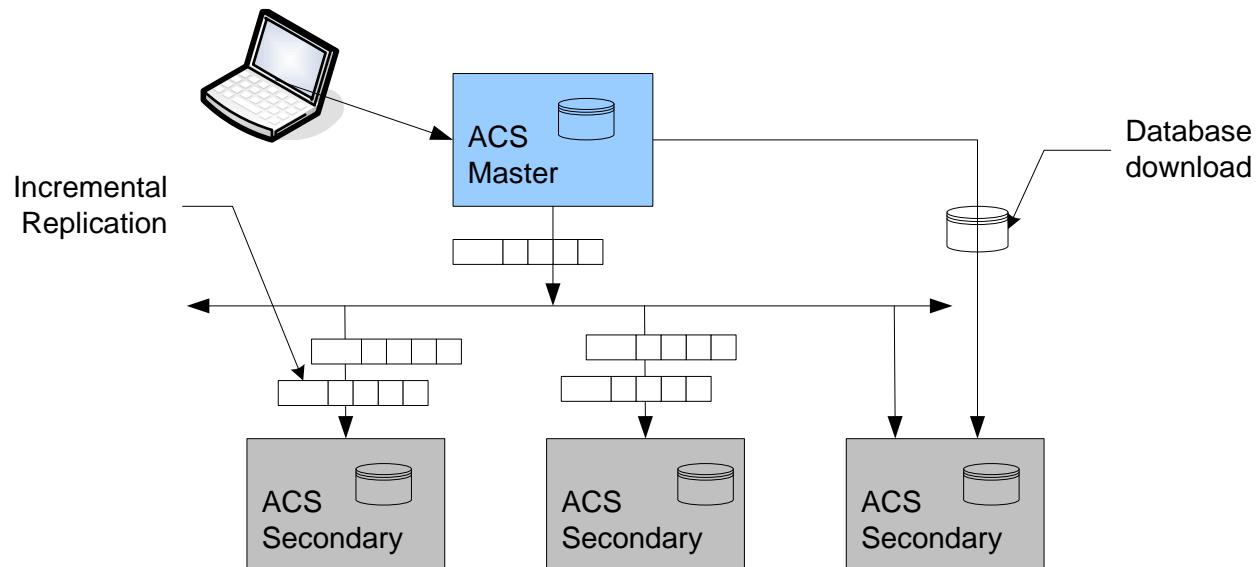 ACS
Master
Database
download
Incremental
Replication
ACS
Secondary
ACS
Secondary
ACS
Secondary